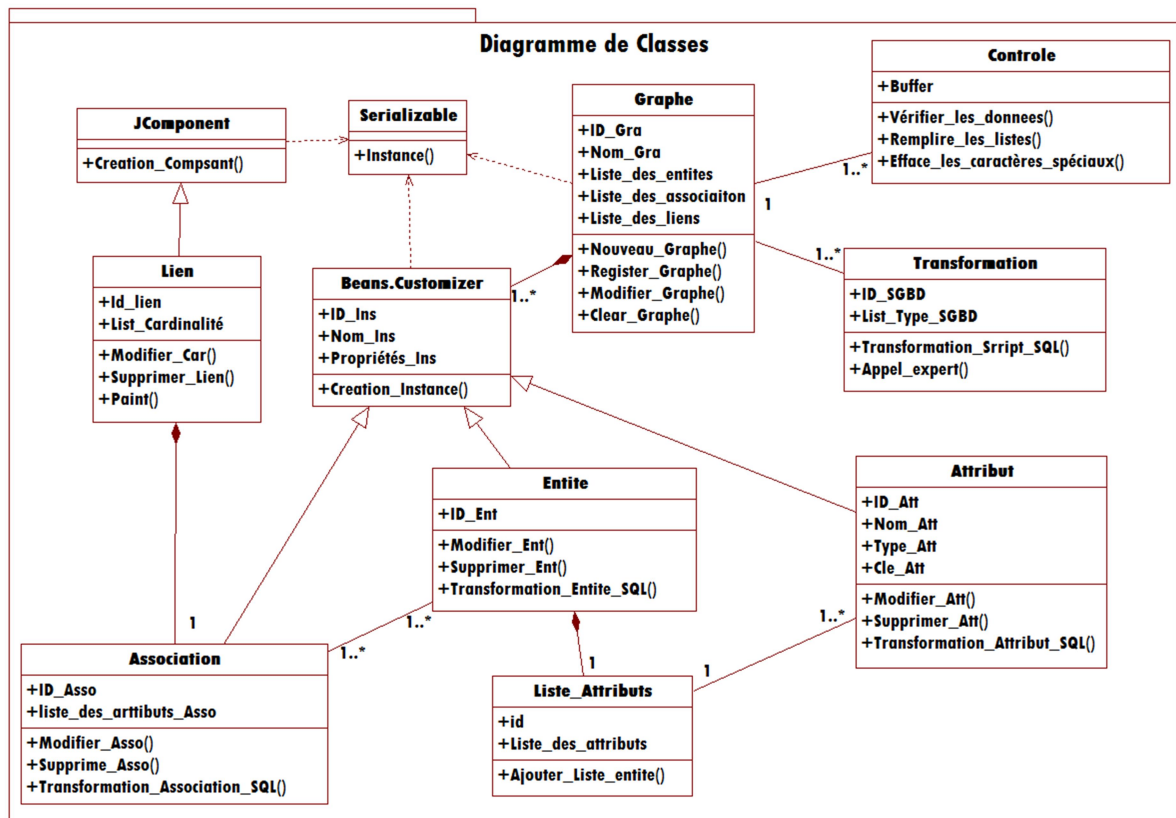 Diagramme de Classes
JComponent
+Creation_Compsant()
Serializable
+Instance()
Graphe
+ID_Gra
+Nom_Gra
+Liste_des_entites
+Liste_des_associaiton
+Liste_des_liens
+Nouveau_Graphe()
+Register_Graphe()
+Modifier_Graphe()
+Clear_Graphe()
Controle
+Buffer
+Vérifier_les_donnees()
+Remplire_les_listes()
+Efface_les_caractères_spéciaux()
1..*
1
1..*
Transformation
+ID_SGBD
+List_Type_SGBD
+Transformation_Srript_SQL()
+Appel_expert()
Lien
+Id_lien
+List_Cardinalité
+Modifier_Car()
+Supprimer_Lien()
+Paint()
Beans.Customizer
+ID_Ins
+Nom_Ins
+Propriétés_Ins
+Creation_Instance()
1..*
Entite
+ID_Ent
+Modifier_Ent()
+Supprimer_Ent()
+Transformation_Entite_SQL()
Attribut
+ID_Att
+Nom_Att
+Type_Att
+Cle_Att
+Modifier_Att()
+Supprimer_Att()
+Transformation_Attribut_SQL()
1
1..*
1..*
1..*
1
1
Association
+ID_Asso
+liste_des_arttibuts_Asso
+Modifier_Asso()
+Supprime_Asso()
+Transformation_Association_SQL()
Liste_Attributs
+id
+Liste_des_attributs
+Ajouter_Liste_entite()